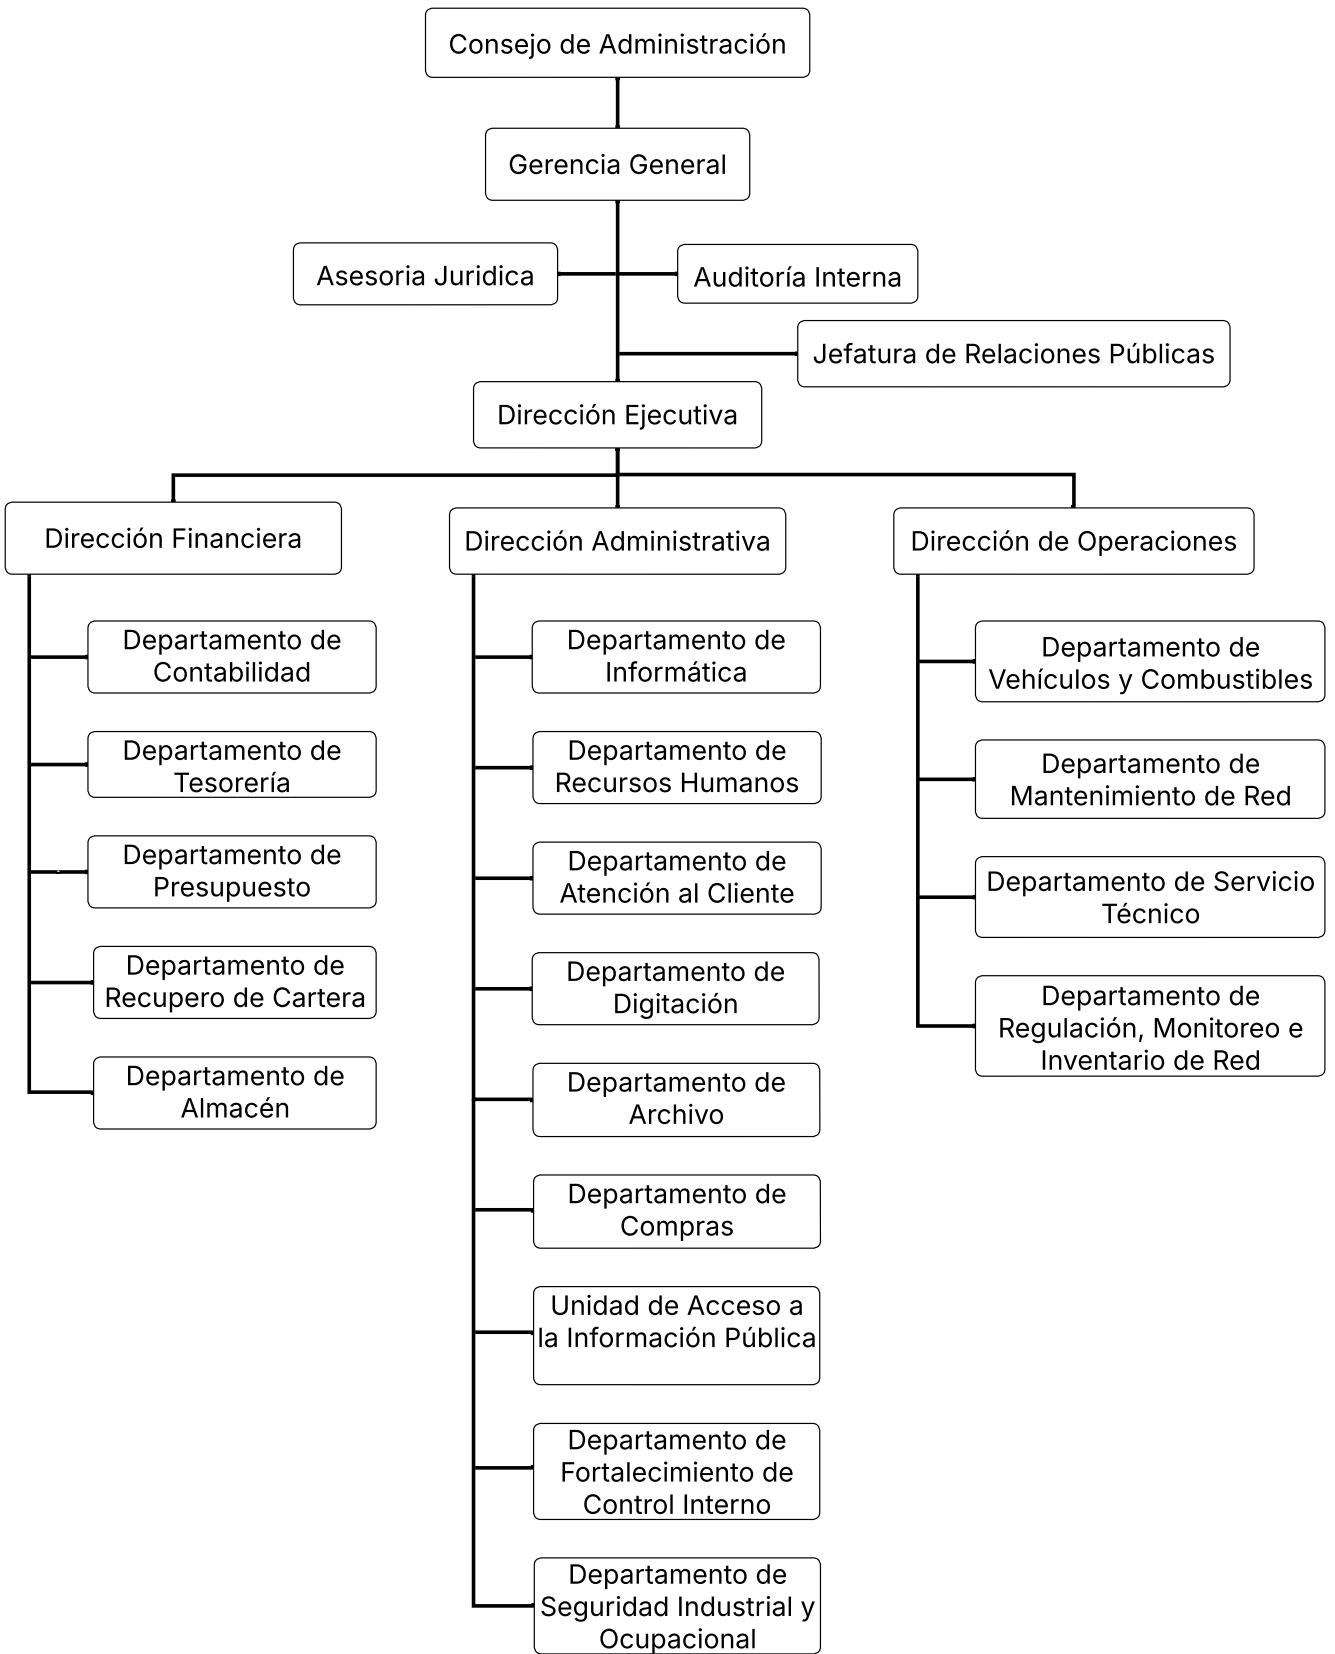 Consejo de Administración
Gerencia General
Asesoria Juridica
Auditoría Interna
Jefatura de Relaciones Públicas
Dirección Ejecutiva
Dirección Financiera
Dirección Administrativa
Dirección de Operaciones
Departamento de
Contabilidad
Departamento de
Tesorería
Departamento de
Presupuesto
Departamento de
Recupero de Cartera
Departamento de
Almacén
Departamento de
Informática
Departamento de
Recursos Humanos
Departamento de
Atención al Cliente
Departamento de
Digitación
Departamento de
Archivo
Departamento de
Compras
Unidad de Acceso a
la Información Pública
Departamento de
Fortalecimiento de
Control Interno
Departamento de
Seguridad Industrial y
Ocupacional
Departamento de
Vehículos y Combustibles
Departamento de
Mantenimiento de Red
Departamento de Servicio
Técnico
Departamento de
Regulación, Monitoreo e
Inventario de Red